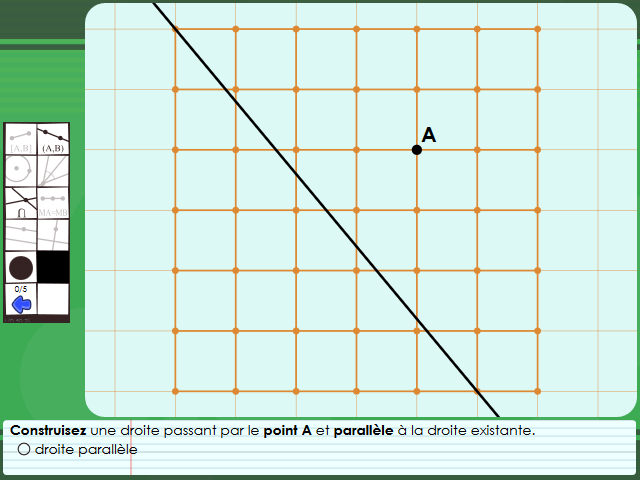 A
[A,B] (A,B)
∩ MA=MB
0/5
Construisez une droite passant par le point A et parallèle à la droite existante.
droite parallèle